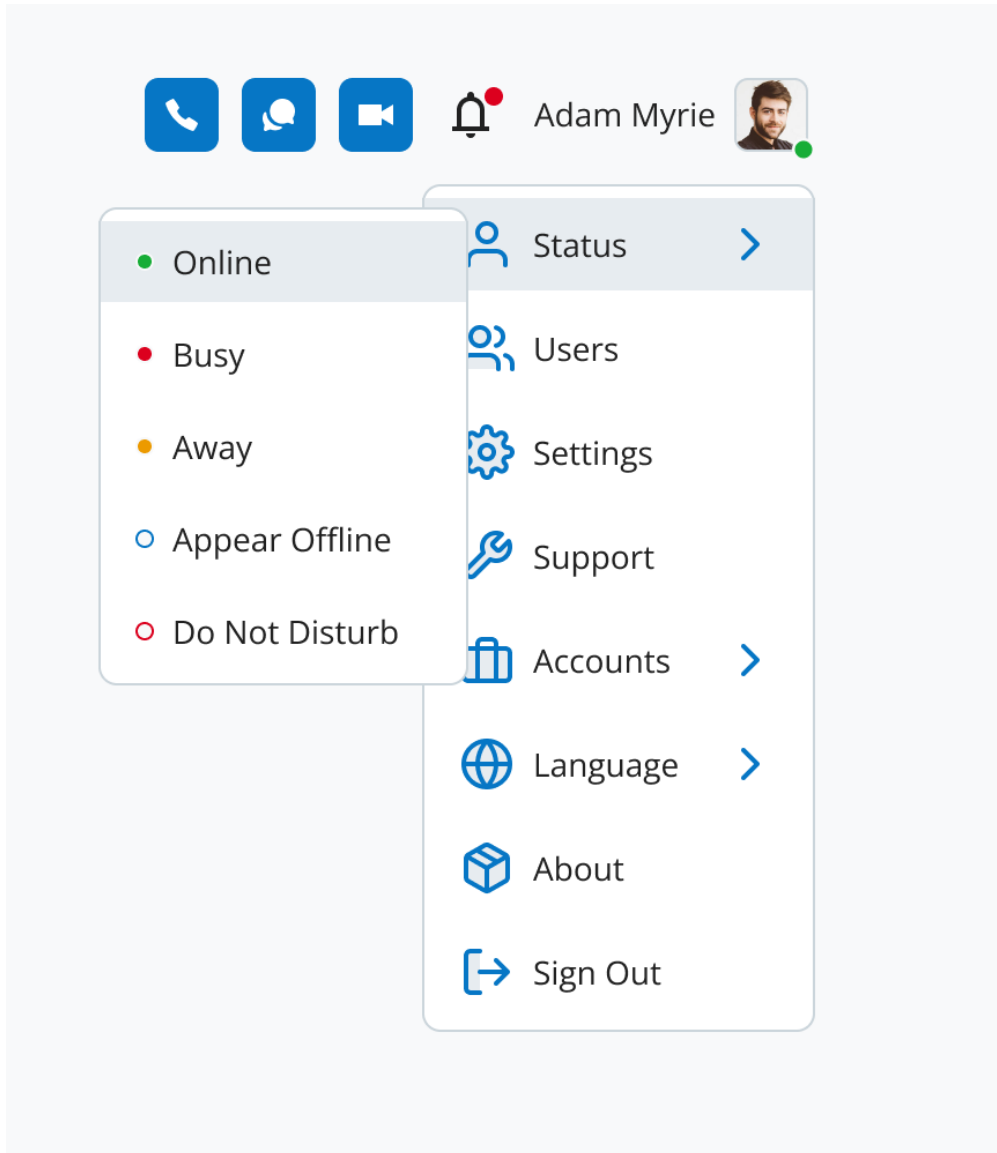 Adam Myrie
Online
Busy
Away
Appear Offline
Do Not Disturb
Status
Users
Settings
Support
Accounts
Language
About
Sign Out